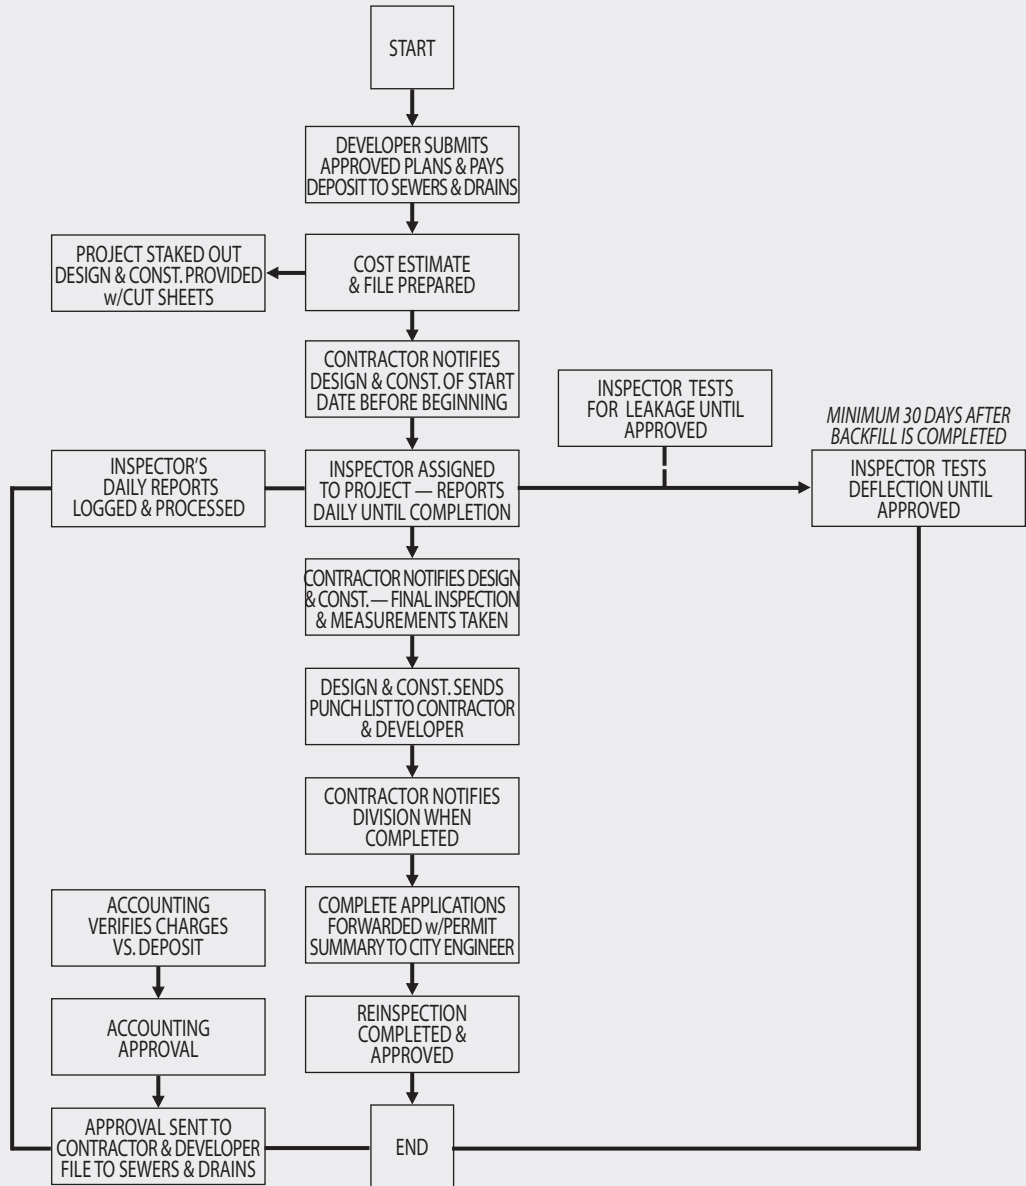 START
DEVELOPER SUBMITS
APPROVED PLANS & PAYS
DEPOSIT TO SEWERS & DRAINS
PROJECT STAKED OUT
DESIGN & CONST. PROVIDED
w/CUT SHEETS
COST ESTIMATE
& FILE PREPARED
CONTRACTOR NOTIFIES
DESIGN & CONST. OF START
DATE BEFORE BEGINNING
INSPECTOR TESTS
FOR LEAKAGE UNTIL
APPROVED
MINIMUM 30 DAYS AFTER
BACKFILL IS COMPLETED
INSPECTOR'S
DAILY REPORTS
LOGGED & PROCESSED
INSPECTOR ASSIGNED
TO PROJECT — REPORTS
DAILY UNTIL COMPLETION
INSPECTOR TESTS
DEFLECTION UNTIL
APPROVED
CONTRACTOR NOTIFIES DESIGN
& CONST. — FINAL INSPECTION
& MEASUREMENTS TAKEN
DESIGN & CONST. SENDS
PUNCH LIST TO CONTRACTOR
& DEVELOPER
CONTRACTOR NOTIFIES
DIVISION WHEN
COMPLETED
ACCOUNTING
VERIFIES CHARGES
VS. DEPOSIT
COMPLETE APPLICATIONS
FORWARDED w/PERMIT
SUMMARY TO CITY ENGINEER
ACCOUNTING
APPROVAL
REINSPECTION
COMPLETED &
APPROVED
APPROVAL SENT TO
CONTRACTOR & DEVELOPER
FILE TO SEWERS & DRAINS
END